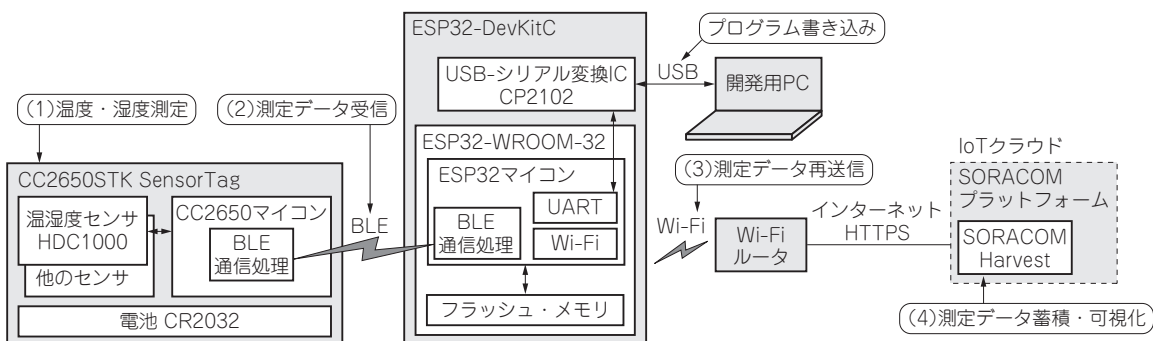 (1)温度・湿度測定
(2)測定データ受信
CC2650STK SensorTag
温湿度センサ
HDC1000
他のセンサ
CC2650マイコン
BLE
通信処理
電池 CR2032
BLE
ESP32-DevKitC
USB-シリアル変換IC
CP2102
ESP32-WROOM-32
ESP32マイコン
UART
BLE
通信処理
Wi-Fi
フラッシュ・メモリ
プログラム書き込み
USB
開発用PC
(3)測定データ再送信
Wi-Fi
Wi-Fi
ルータ
インターネット
HTTPS
IoTクラウド
SORACOM
プラットフォーム
SORACOM
Harvest
(4)測定データ蓄積・可視化